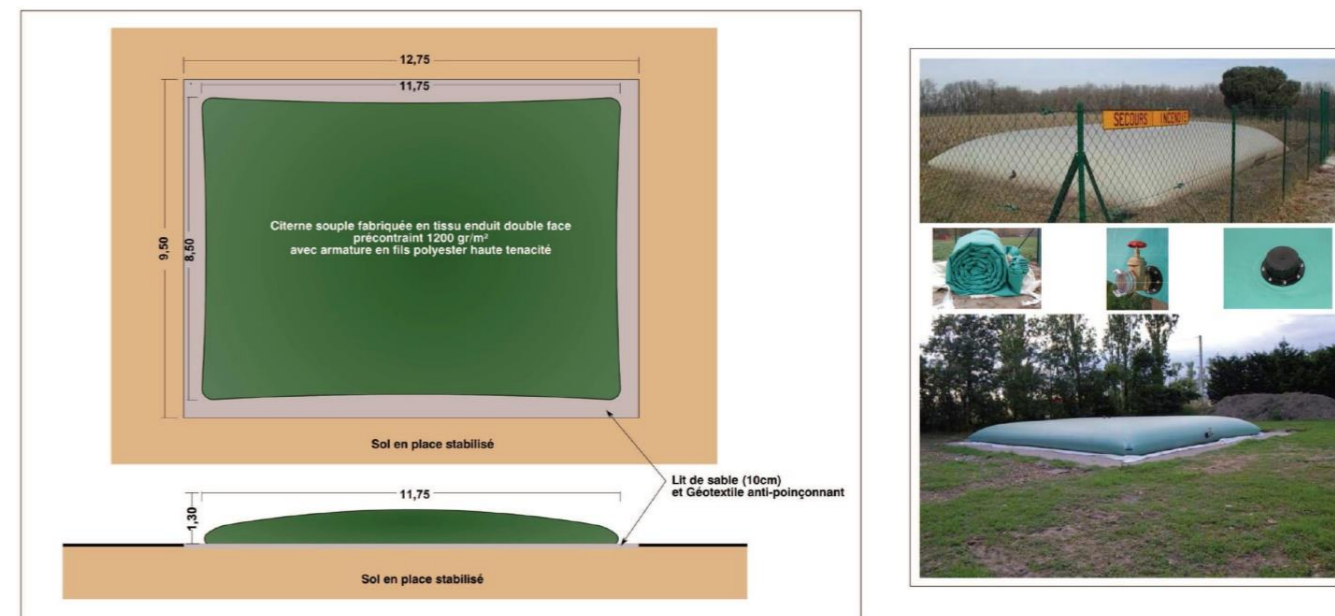 12,75
11,75
9,50
8,50
Citerne souple fabriquée en tissu enduit double face
précontraint 1200 gr/m²
avec armature en fils polyester haute tenacité
Sol en place stabilisé
Lit de sable (10cm)
et Géotextile anti-poinçonnant
11,75
1,30
Sol en place stabilisé
SECOURS INCENDIE